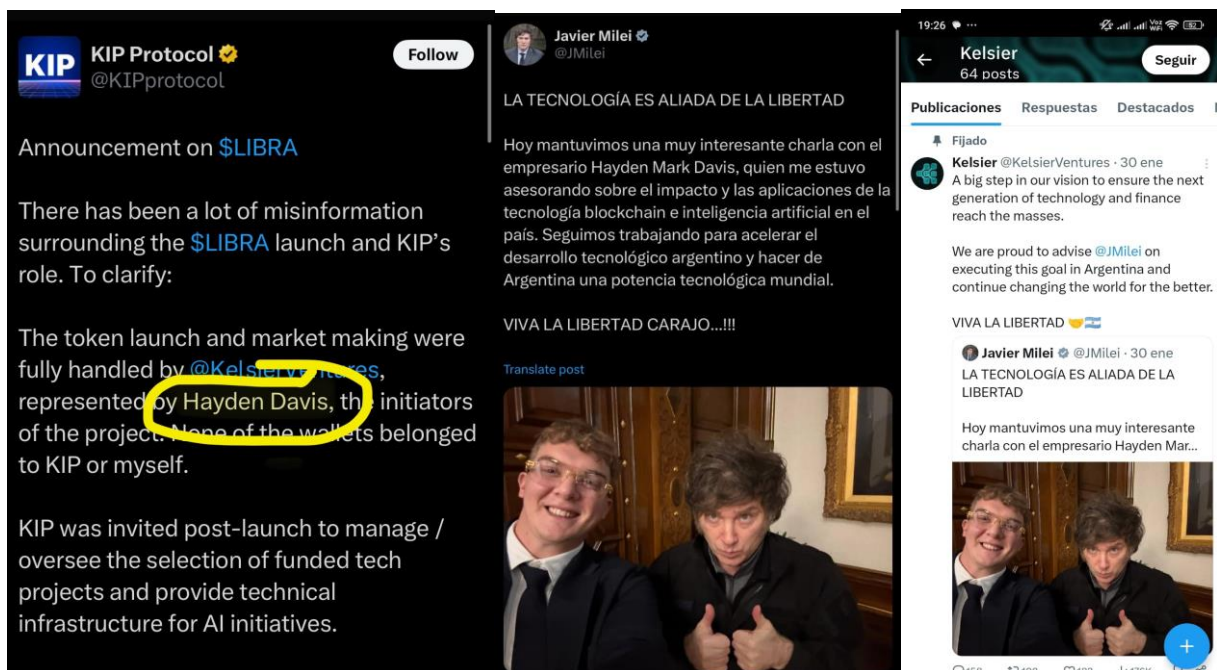 KIP
KIP Protocol
@KIPprotocol
Follow
Announcement on $LIBRA
There has been a lot of misinformation
surrounding the $LIBRA launch and KIP's
role. To clarify:
The token launch and market making were
fully handled by @KelsierVentures,
represented by Hayden Davis, the initiators
of the project. None of the wallets belonged
to KIP or myself.
KIP was invited post-launch to manage /
oversee the selection of funded tech
projects and provide technical
infrastructure for AI initiatives.
Javier Milei
@JMilei
LA TECNOLOGÍA ES ALIADA DE LA LIBERTAD
Hoy mantuvimos una muy interesante charla con el
empresario Hayden Mark Davis, quien me estuvo
asesorando sobre el impacto y las aplicaciones de la
tecnología blockchain e inteligencia artificial en el
país. Seguimos trabajando para acelerar el
desarrollo tecnológico argentino y hacer de
Argentina una potencia tecnológica mundial.
VIVA LA LIBERTAD CARAJO...!!!
Translate post
19:26
Kelsier
64 posts
Seguir
Publicaciones Respuestas Destacados
Fijado
Kelsier @KelsierVentures · 30 ene
A big step in our vision to ensure the next
generation of technology and finance
reach the masses.
We are proud to advise @JMilei on
executing this goal in Argentina and
continue changing the world for the better.
VIVA LA LIBERTAD 🤝🇦🇷
Javier Milei @JMilei · 30 ene
LA TECNOLOGÍA ES ALIADA DE LA
LIBERTAD
Hoy mantuvimos una muy interesante
charla con el empresario Hayden Mar...